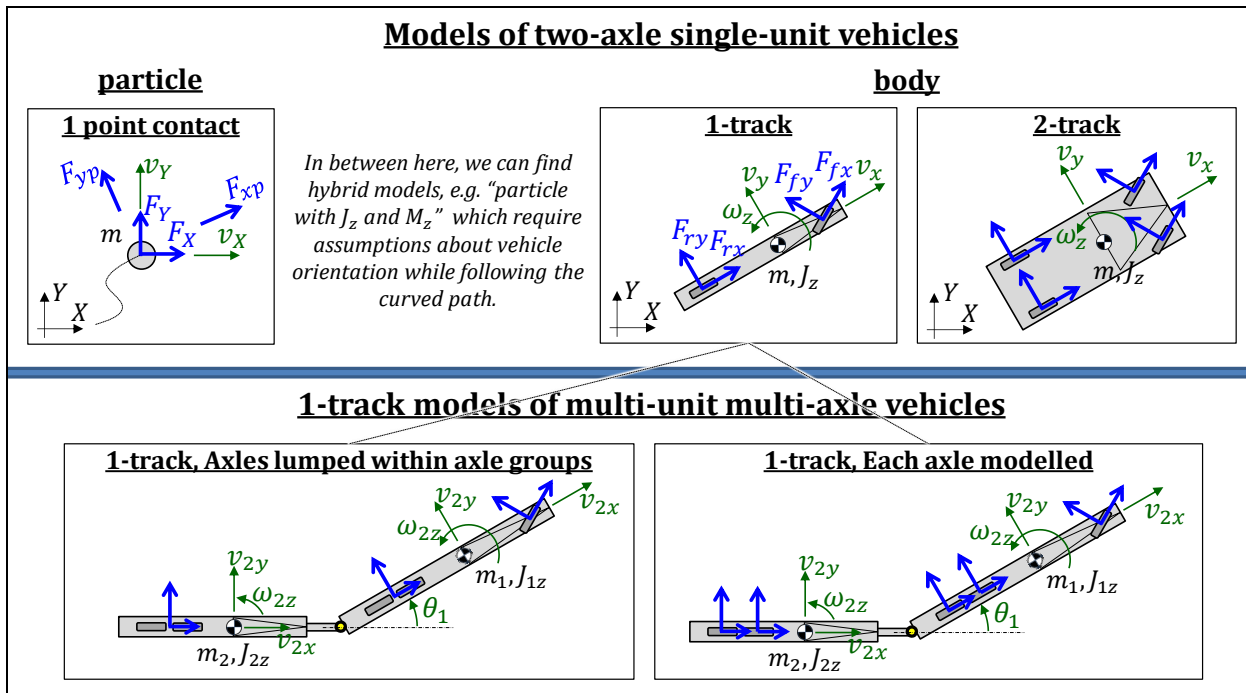 Models of two-axle single-unit vehicles
particle
body
1 point contact
F_yp
v_Y
F_Y
F_xp
m
F_X
v_X
Y
X
In between here, we can find
hybrid models, e.g. “particle
with J_z and M_z” which require
assumptions about vehicle
orientation while following the
curved path.
1-track
F_fx
v_y
F_fy
v_x
ω_z
F_ry
F_rx
m, J_z
Y
X
2-track
v_y
v_x
ω_z
m, J_z
Y
X
1-track models of multi-unit multi-axle vehicles
1-track, Axles lumped within axle groups
v_2y
v_2x
ω_2z
v_2y
m_1, J_1z
ω_2z
θ_1
v_2x
m_2, J_2z
1-track, Each axle modelled
v_2y
v_2x
ω_2z
v_2y
m_1, J_1z
ω_2z
θ_1
v_2x
m_2, J_2z